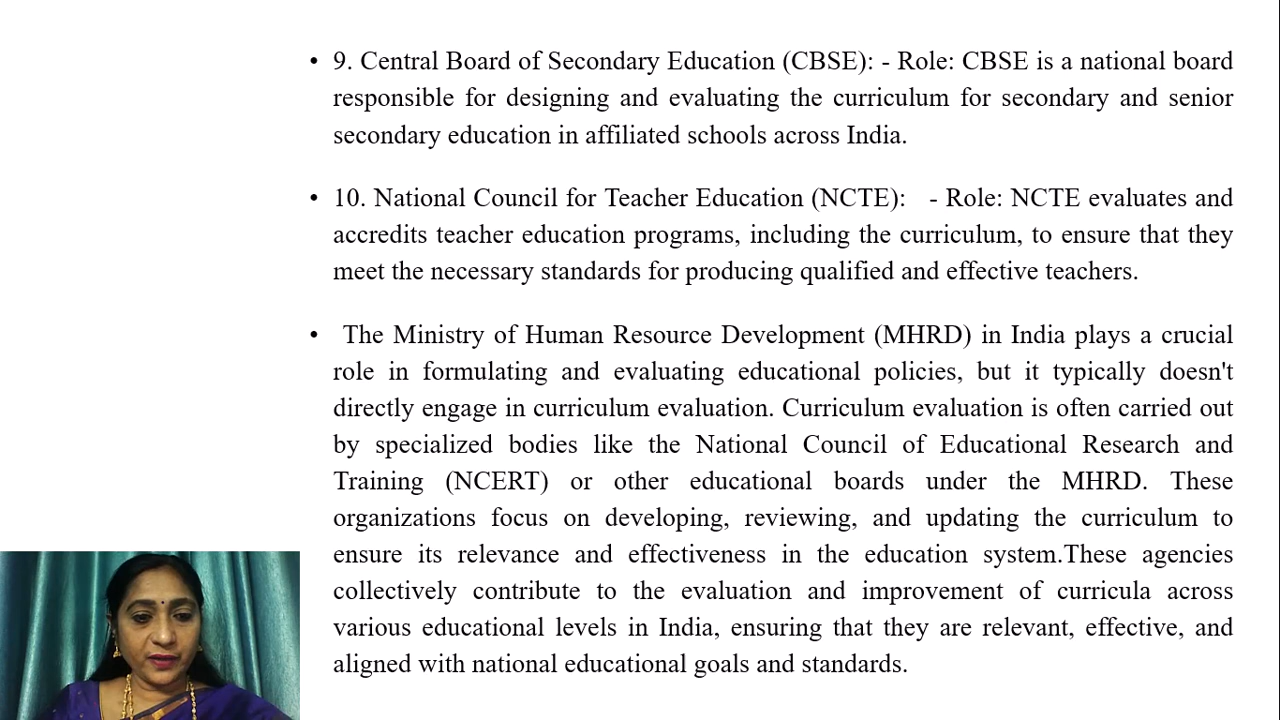 • 9. Central Board of Secondary Education (CBSE): - Role: CBSE is a national board
responsible for designing and evaluating the curriculum for secondary and senior
secondary education in affiliated schools across India.
• 10. National Council for Teacher Education (NCTE):   - Role: NCTE evaluates and
accredits teacher education programs, including the curriculum, to ensure that they
meet the necessary standards for producing qualified and effective teachers.
• The Ministry of Human Resource Development (MHRD) in India plays a crucial
role in formulating and evaluating educational policies, but it typically doesn't
directly engage in curriculum evaluation. Curriculum evaluation is often carried out
by specialized bodies like the National Council of Educational Research and
Training (NCERT) or other educational boards under the MHRD. These
organizations focus on developing, reviewing, and updating the curriculum to
ensure its relevance and effectiveness in the education system.These agencies
collectively contribute to the evaluation and improvement of curricula across
various educational levels in India, ensuring that they are relevant, effective, and
aligned with national educational goals and standards.